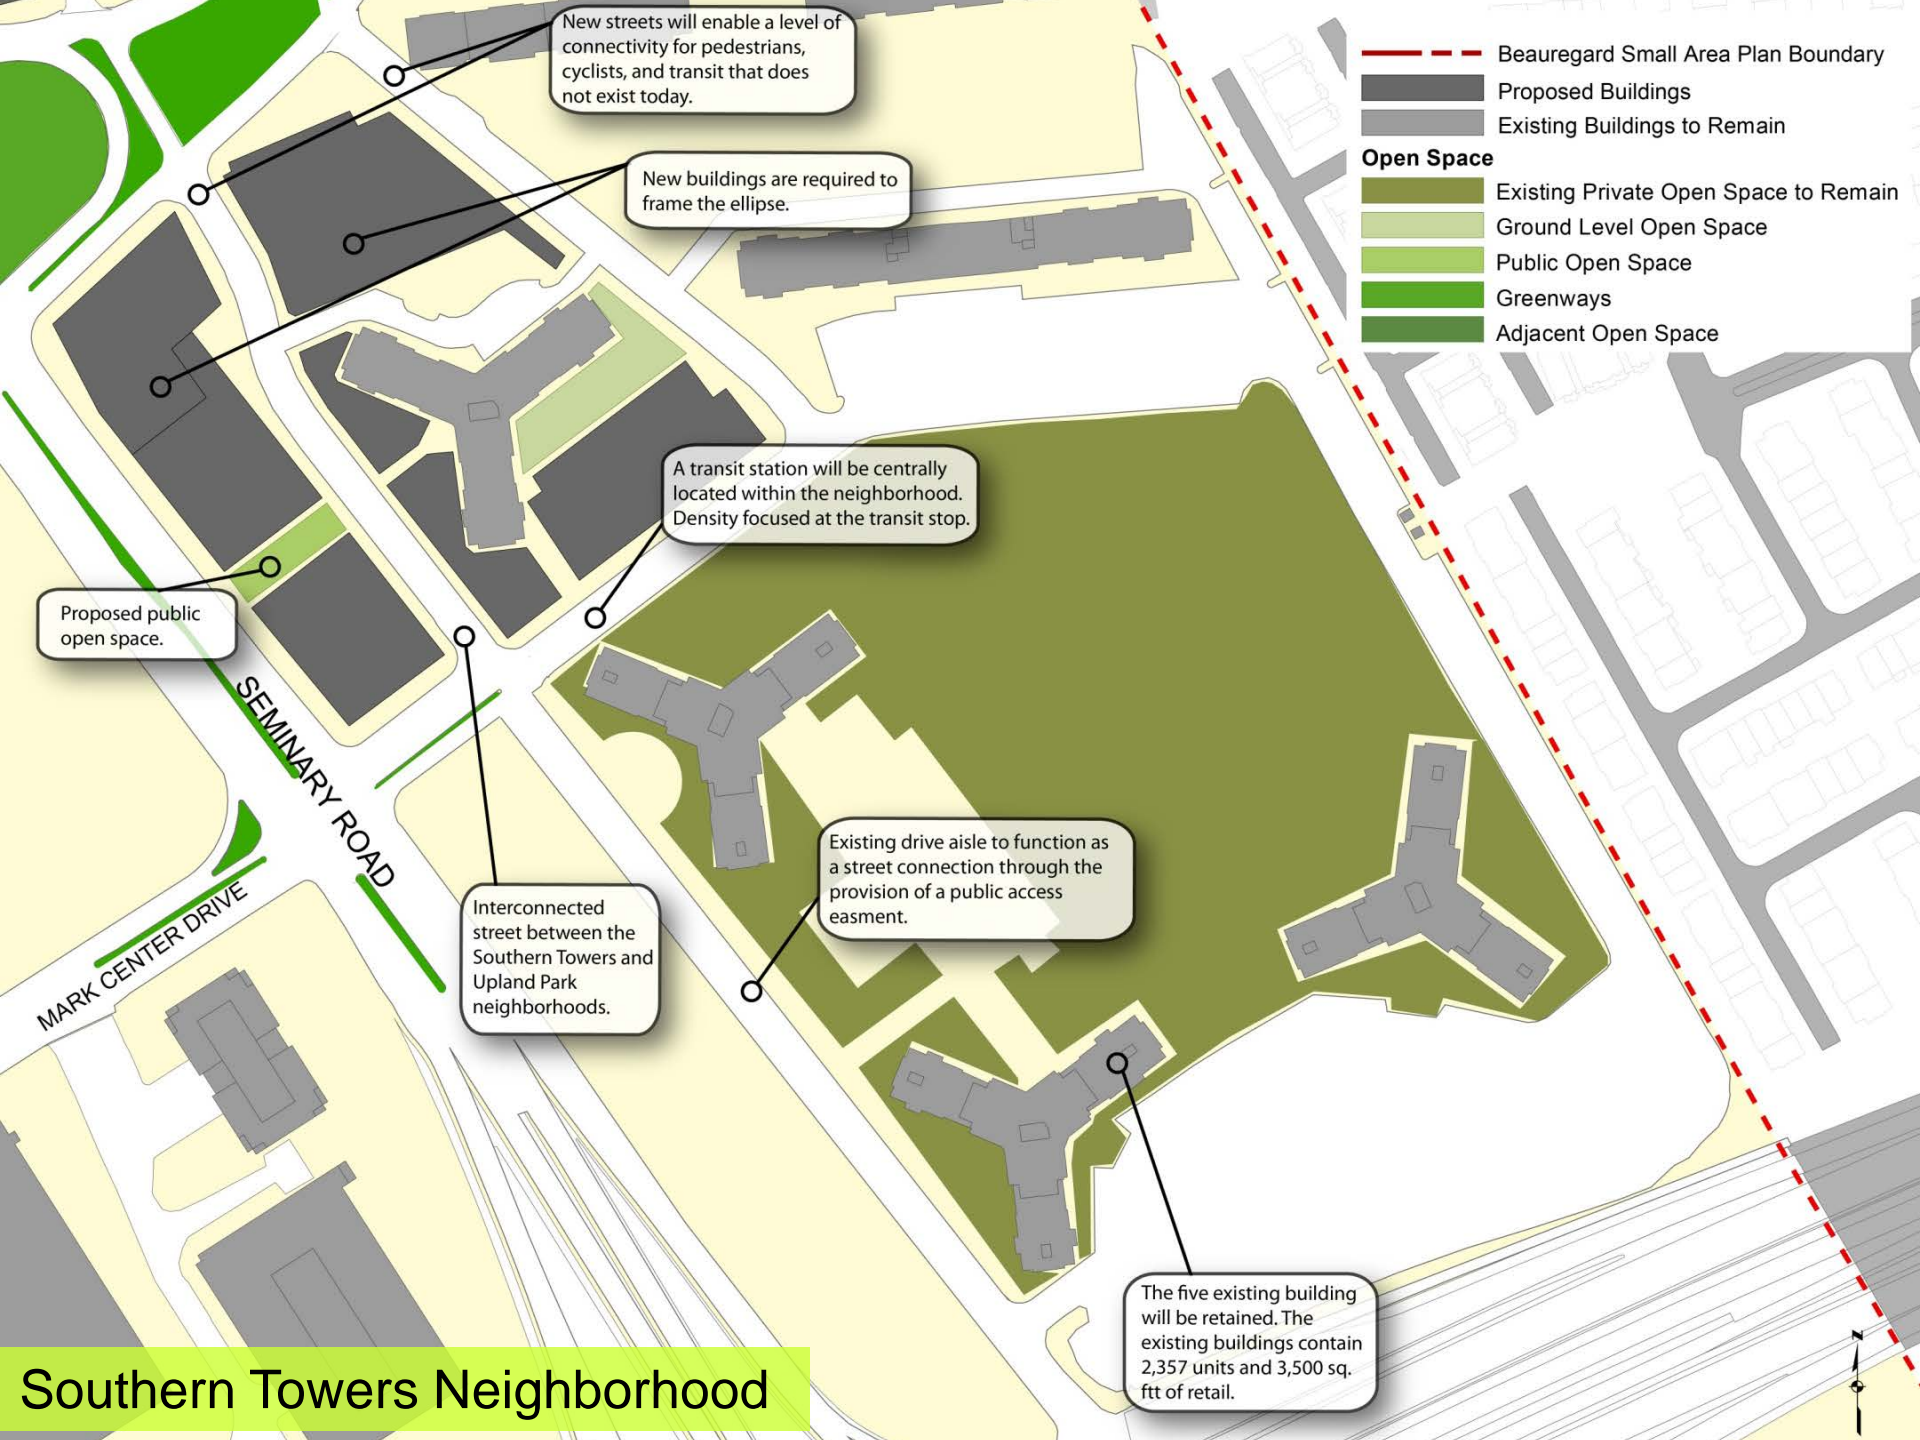 New streets will enable a level of
connectivity for pedestrians,
cyclists, and transit that does
not exist today.
New buildings are required to
frame the ellipse.
Beauregard Small Area Plan Boundary
Proposed Buildings
Existing Buildings to Remain
Open Space
Existing Private Open Space to Remain
Ground Level Open Space
Public Open Space
Greenways
Adjacent Open Space
A transit station will be centrally
located within the neighborhood.
Density focused at the transit stop.
Proposed public
open space.
SEMINARY ROAD
MARK CENTER DRIVE
Existing drive aisle to function as
a street connection through the
provision of a public access
easment.
Interconnected
street between the
Southern Towers and
Upland Park
neighborhoods.
The five existing building
will be retained. The
existing buildings contain
2,357 units and 3,500 sq.
ftt of retail.
N
Southern Towers Neighborhood